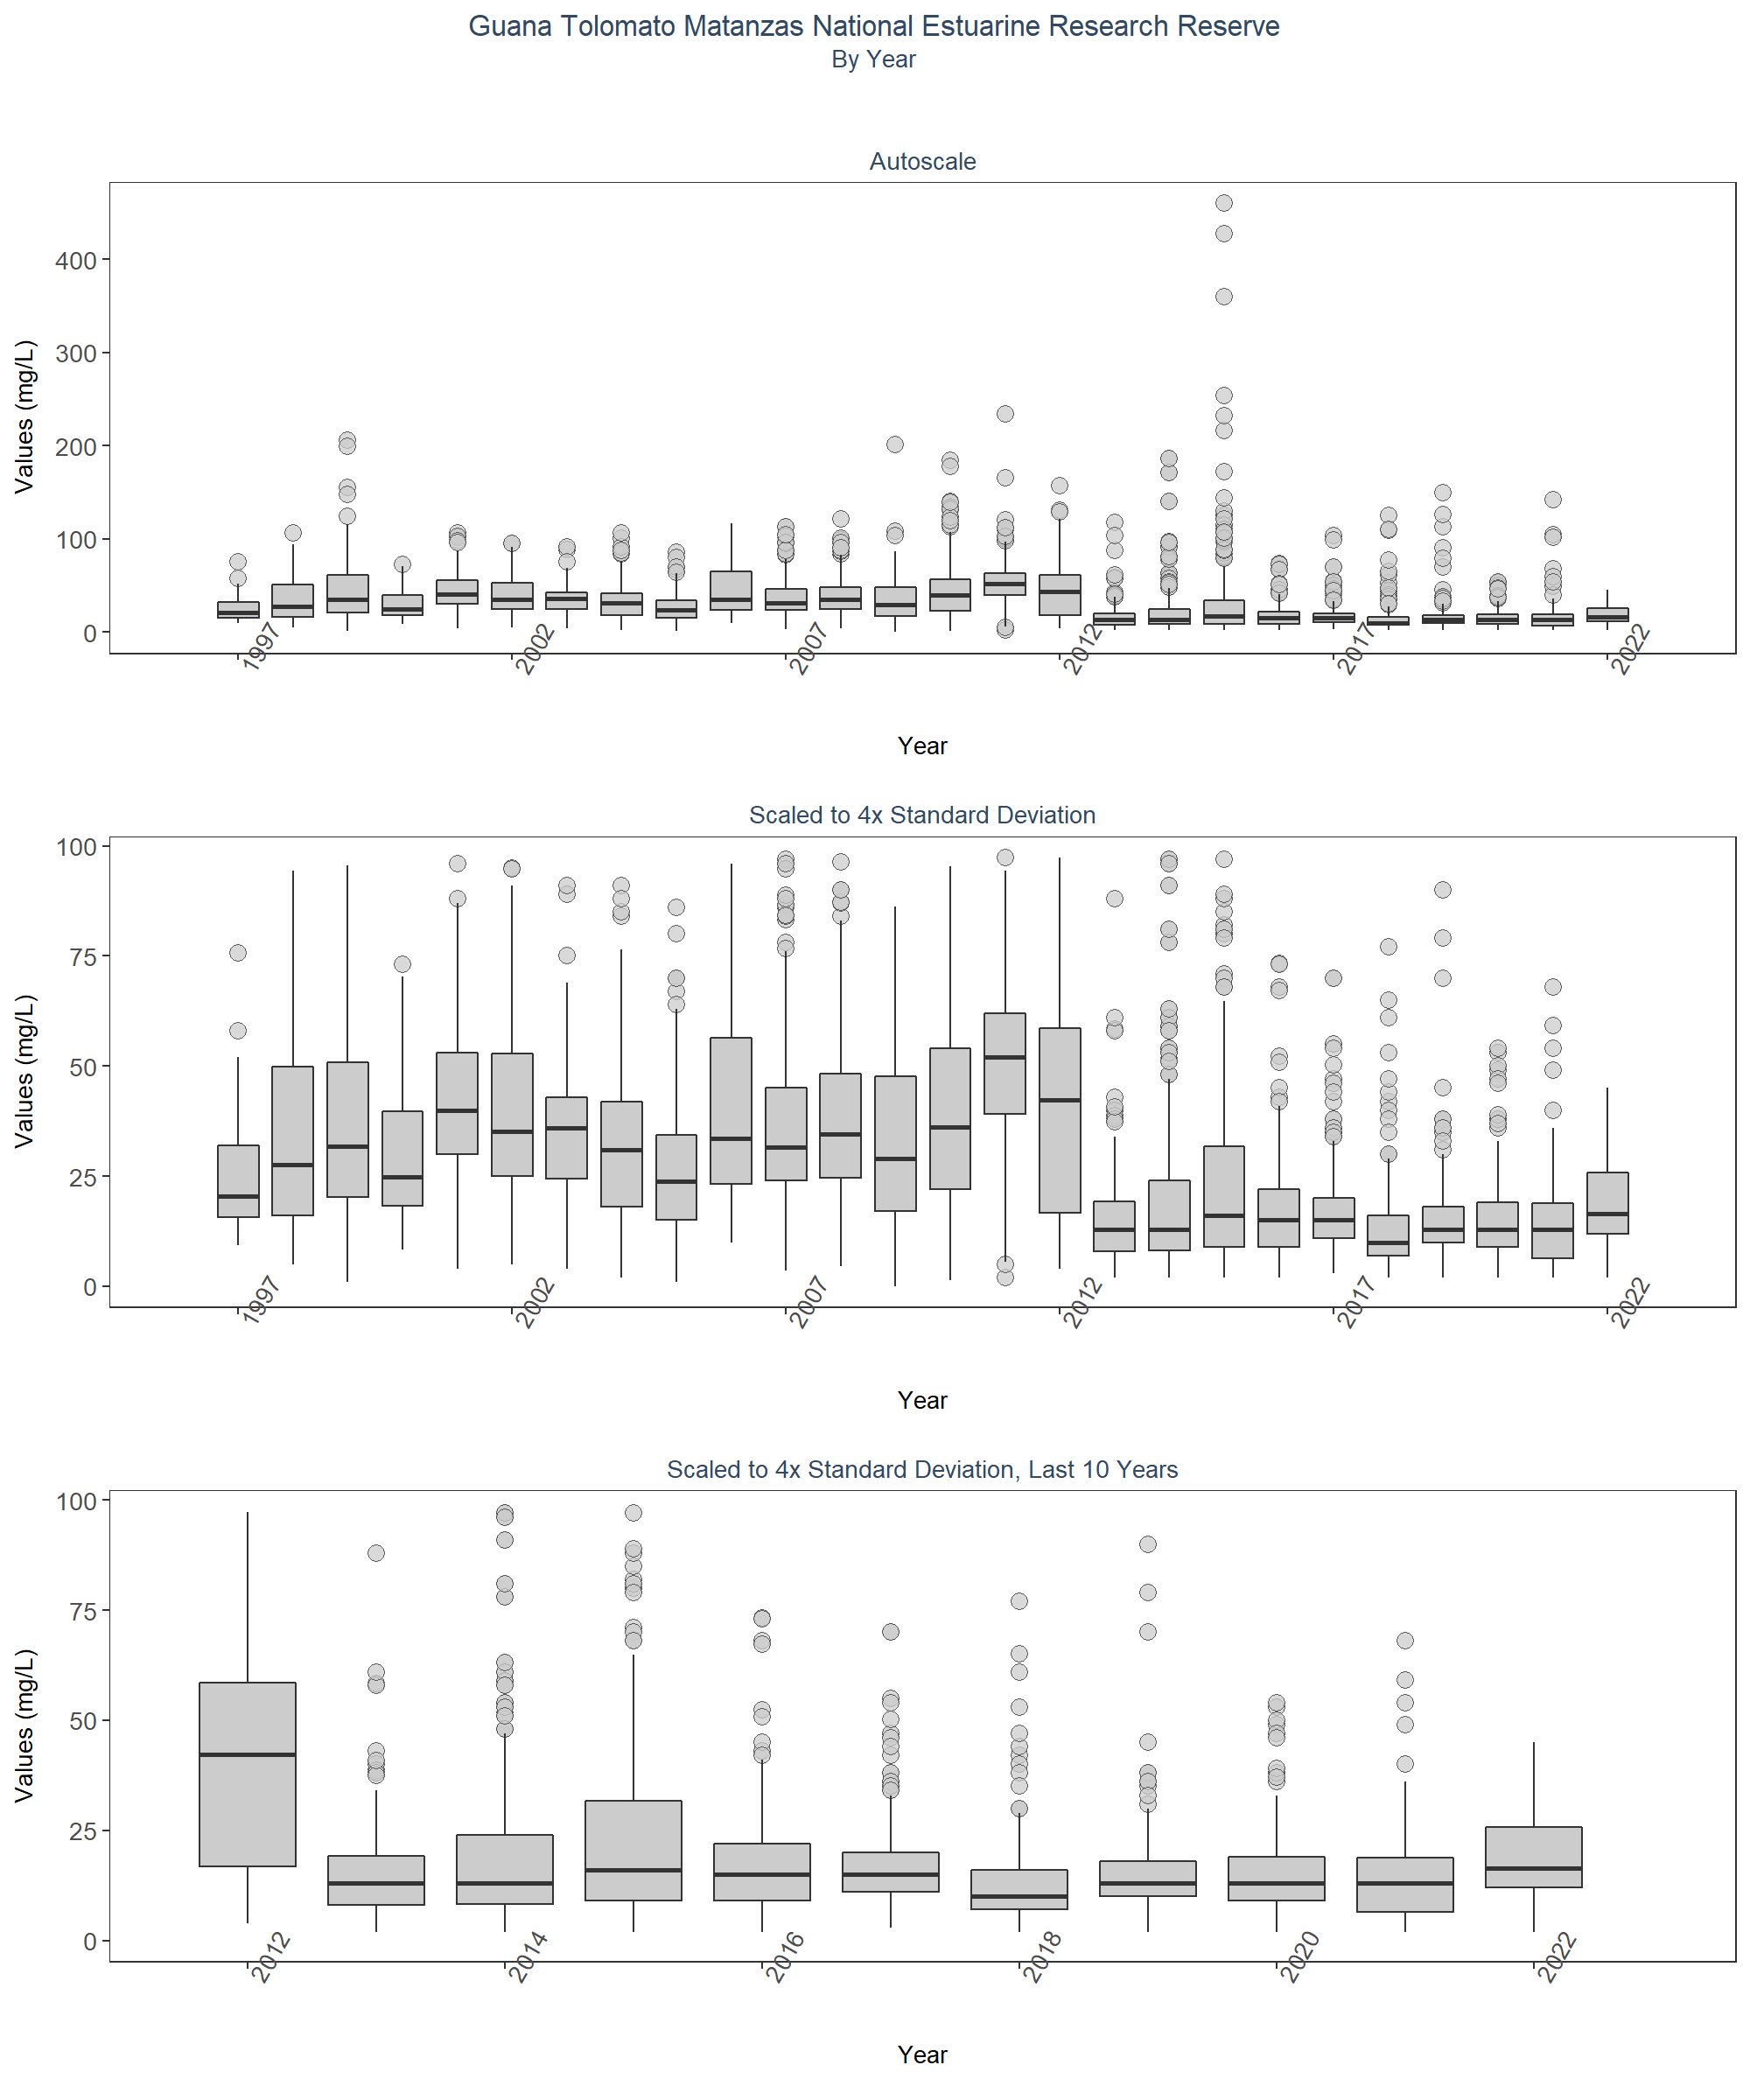 Guana Tolomato Matanzas National Estuarine Research Reserve
By Year
Autoscale
Values (mg/L)
400
300
200
100
0
1997 2002 2007 2012 2017 2022
Year
Scaled to 4x Standard Deviation
Values (mg/L)
100
75
50
25
0
1997 2002 2007 2012 2017 2022
Year
Scaled to 4x Standard Deviation, Last 10 Years
Values (mg/L)
100
75
50
25
0
2012 2014 2016 2018 2020 2022
Year